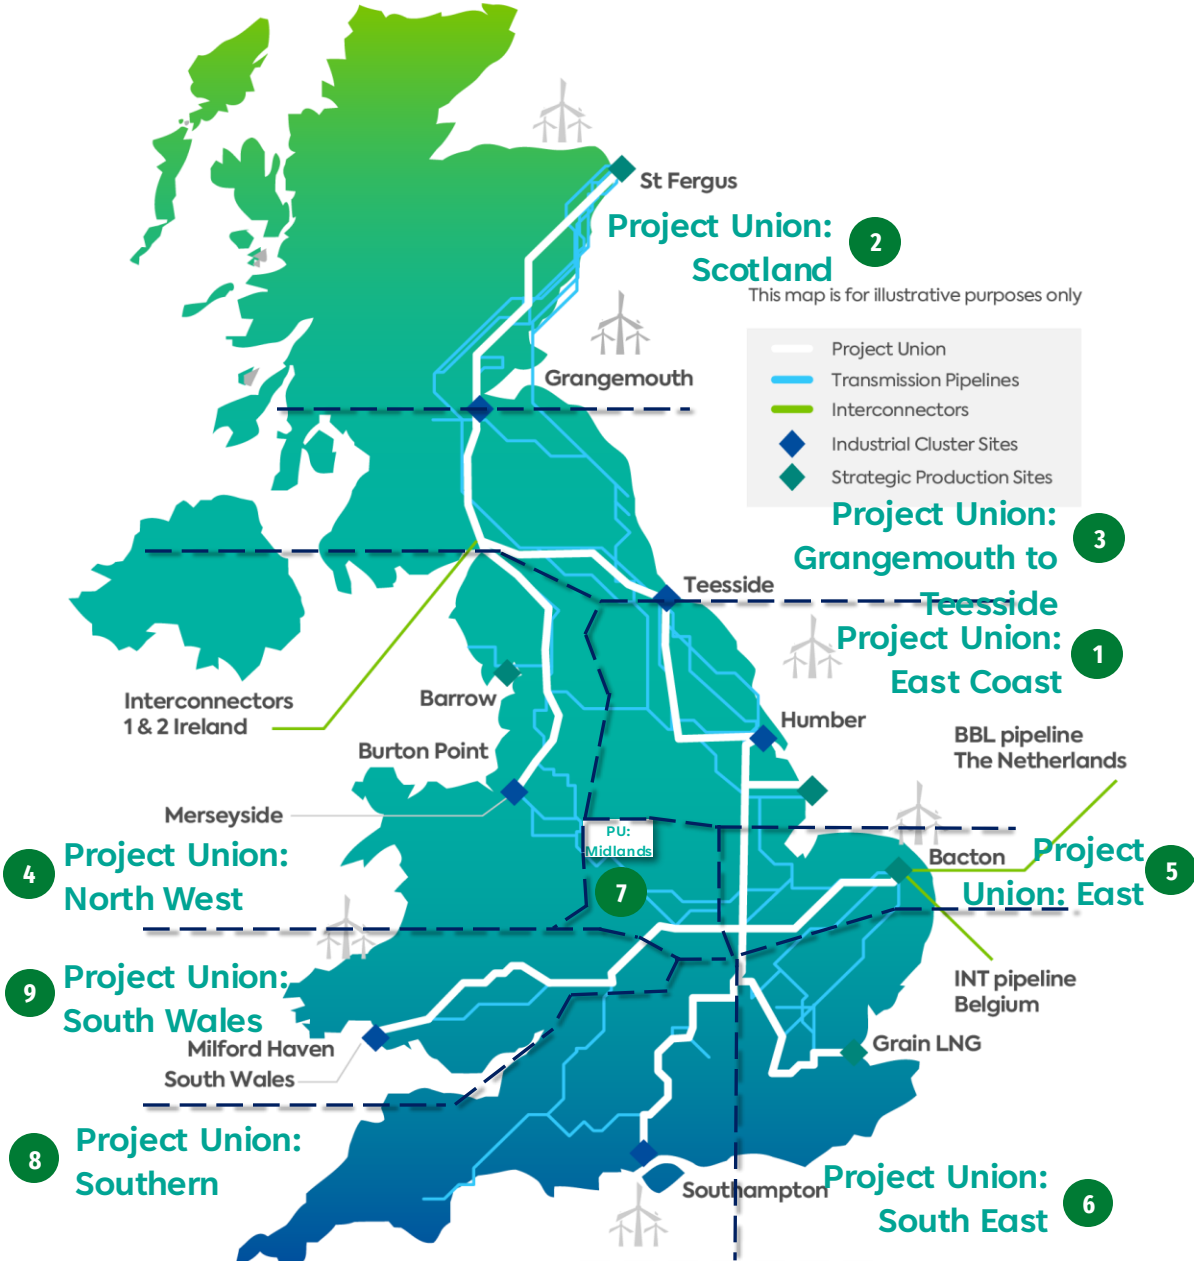 St Fergus
Project Union:
Scotland
2
This map is for illustrative purposes only
Project Union
Transmission Pipelines
Interconnectors
Industrial Cluster Sites
Strategic Production Sites
Grangemouth
Project Union:
Grangemouth to
Teesside
3
Teesside
Project Union:
East Coast
1
Interconnectors
1 & 2 Ireland
Barrow
Burton Point
Merseyside
Humber
BBL pipeline
The Netherlands
Project Union:
North West
4
PU:
Midlands
7
Bacton
Project
Union: East
5
Project Union:
South Wales
9
INT pipeline
Belgium
Milford Haven
South Wales
Grain LNG
Project Union:
Southern
8
Southampton
Project Union:
South East
6